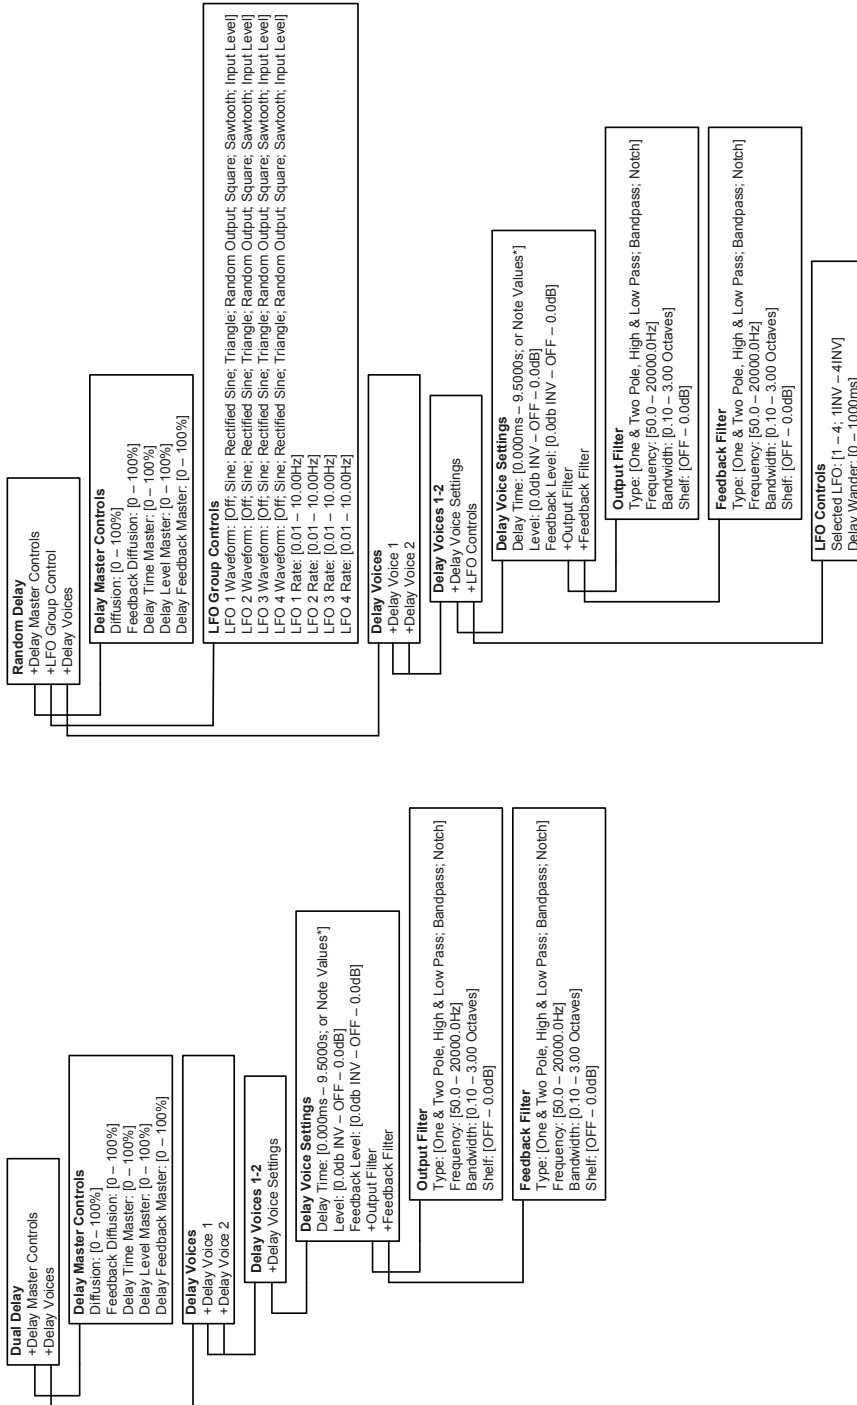 Random Delay
+Delay Master Controls
+LFO Group Control
+Delay Voices
Delay Master Controls
Diffusion: [0 – 100%]
Feedback Diffusion: [0 – 100%]
Delay Time Master: [0 – 100%]
Delay Level Master: [0 – 100%]
Delay Feedback Master: [0 – 100%]
LFO Group Controls
LFO 1 Waveform: [Off; Sine; Rectified Sine; Triangle; Random Output; Square; Sawtooth; Input Level]
LFO 2 Waveform: [Off; Sine; Rectified Sine; Triangle; Random Output; Square; Sawtooth; Input Level]
LFO 3 Waveform: [Off; Sine; Rectified Sine; Triangle; Random Output; Square; Sawtooth; Input Level]
LFO 4 Waveform: [Off; Sine; Rectified Sine; Triangle; Random Output; Square; Sawtooth; Input Level]
LFO 1 Rate: [0.01 – 10.00Hz]
LFO 2 Rate: [0.01 – 10.00Hz]
LFO 3 Rate: [0.01 – 10.00Hz]
LFO 4 Rate: [0.01 – 10.00Hz]
Delay Voices
+Delay Voice 1
+Delay Voice 2
Delay Voices 1-2
+Delay Voice Settings
+LFO Controls
Delay Voice Settings
Delay Time: [0.000ms – 9.5000s; or Note Values*]
Level: [0.0db INV – OFF – 0.0dB]
Feedback Level: [0.0db INV – OFF – 0.0dB]
+Output Filter
+Feedback Filter
Output Filter
Type: [One & Two Pole, High & Low Pass; Bandpass; Notch]
Frequency: [50.0 – 20000.0Hz]
Bandwidth: [0.10 – 3.00 Octaves]
Shelf: [OFF – 0.0dB]
Feedback Filter
Type: [One & Two Pole, High & Low Pass; Bandpass; Notch]
Frequency: [50.0 – 20000.0Hz]
Bandwidth: [0.10 – 3.00 Octaves]
Shelf: [OFF – 0.0dB]
LFO Controls
Selected LFO: [1 – 4; 1INV – 4INV]
Delay Wander: [0 – 1000ms]
Dual Delay
+Delay Master Controls
+Delay Voices
Delay Master Controls
Diffusion: [0 – 100%]
Feedback Diffusion: [0 – 100%]
Delay Time Master: [0 – 100%]
Delay Level Master: [0 – 100%]
Delay Feedback Master: [0 – 100%]
Delay Voices
+Delay Voice 1
+Delay Voice 2
Delay Voices 1-2
+Delay Voice Settings
Delay Voice Settings
Delay Time: [0.000ms – 9.5000s; or Note Values*]
Level: [0.0db INV – OFF – 0.0dB]
Feedback Level: [0.0db INV – OFF – 0.0dB]
+Output Filter
+Feedback Filter
Output Filter
Type: [One & Two Pole, High & Low Pass; Bandpass; Notch]
Frequency: [50.0 – 20000.0Hz]
Bandwidth: [0.10 – 3.00 Octaves]
Shelf: [OFF – 0.0dB]
Feedback Filter
Type: [One & Two Pole, High & Low Pass; Bandpass; Notch]
Frequency: [50.0 – 20000.0Hz]
Bandwidth: [0.10 – 3.00 Octaves]
Shelf: [OFF – 0.0dB]